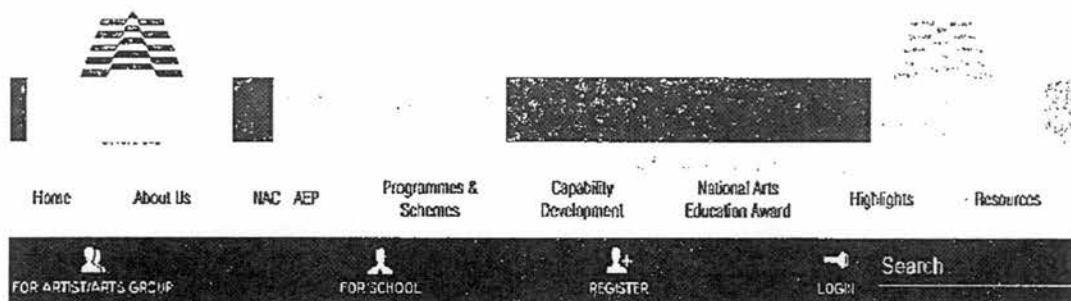 Home About Us NAC AEP Programmes & Schemes Capability Development National Arts Education Award Highlights Resources
FOR ARTIST/ARTS GROUP FOR SCHOOL REGISTER LOGIN Search